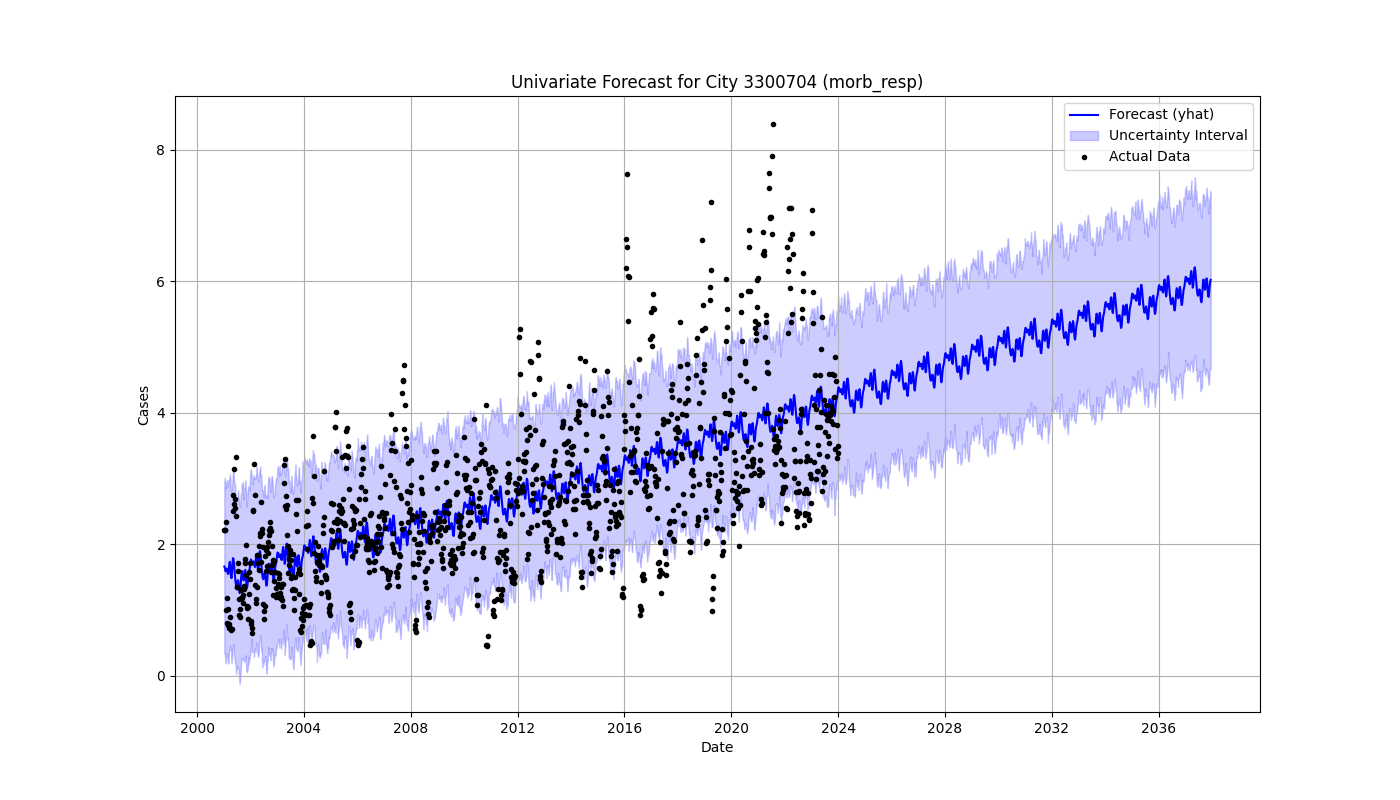 Univariate Forecast for City 3300704 (morb_resp)
Forecast (yhat)
Uncertainty Interval
Actual Data
Cases
8
6
4
2
0
2000 2004 2008 2012 2016 2020 2024 2028 2032 2036
Date